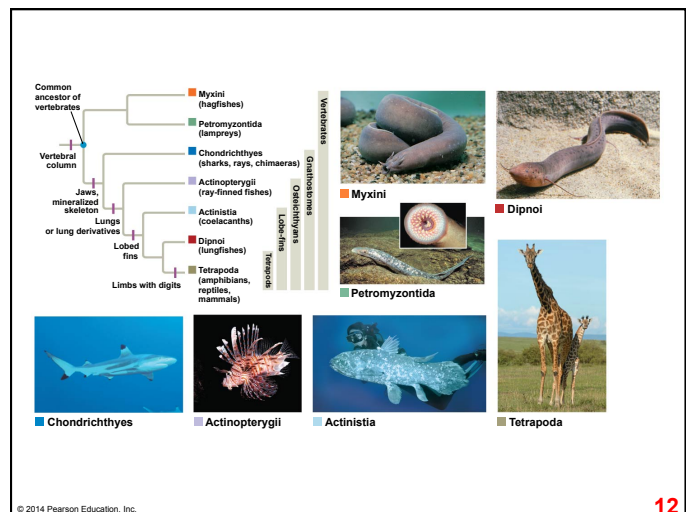 Common
ancestor of
vertebrates
Vertebral
column
Jaws,
mineralized
skeleton
Lungs
or lung derivatives
Lobed
fins
Limbs with digits
Myxini
(hagfishes)
Petromyzontida
(lampreys)
Chondrichthyes
(sharks, rays, chimaeras)
Actinopterygii
(ray-finned fishes)
Actinistia
(coelacanths)
Dipnoi
(lungfishes)
Tetrapoda
(amphibians,
reptiles,
mammals)
Tetrapods
Lobe-fins
Osteichthyans
Gnathostomes
Vertebrates
Myxini
Dipnoi
Petromyzontida
Chondrichthyes
Actinopterygii
Actinistia
Tetrapoda
© 2014 Pearson Education, Inc.
12